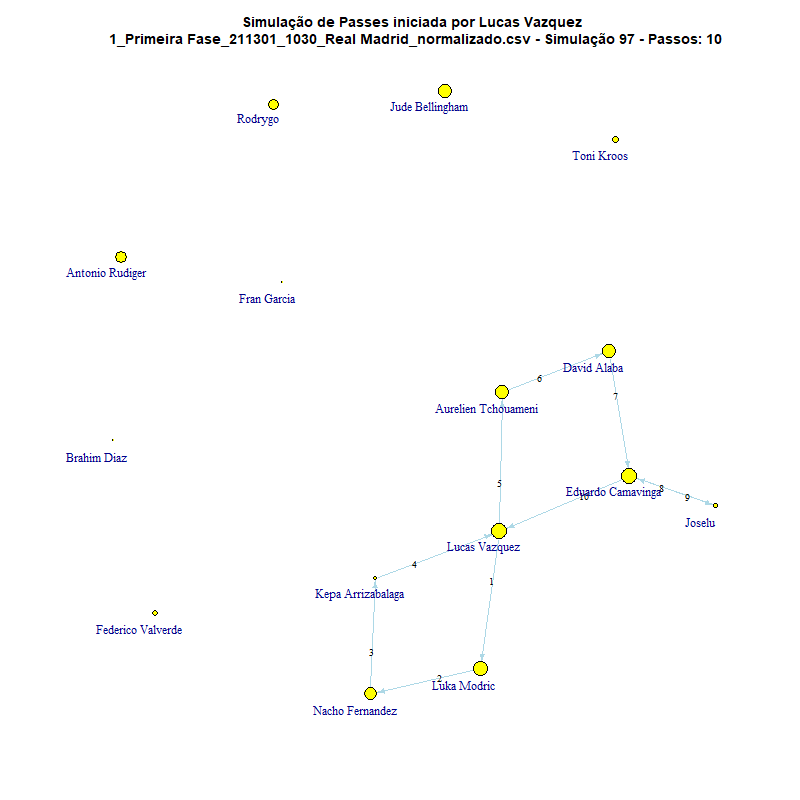 Simulação de Passes iniciada por Lucas Vazquez
1_Primeira Fase_211301_1030_Real Madrid_normalizado.csv - Simulação 97 - Passos: 10
Rodrygo
Jude Bellingham
Toni Kroos
Antonio Rudiger
Fran Garcia
David Alaba
6
7
Aurelien Tchouameni
Brahim Diaz
5
Eduardo Camavinga
8
9
10
Joselu
Lucas Vazquez
4
1
Kepa Arrizabalaga
Federico Valverde
3
2
Luka Modric
Nacho Fernandez